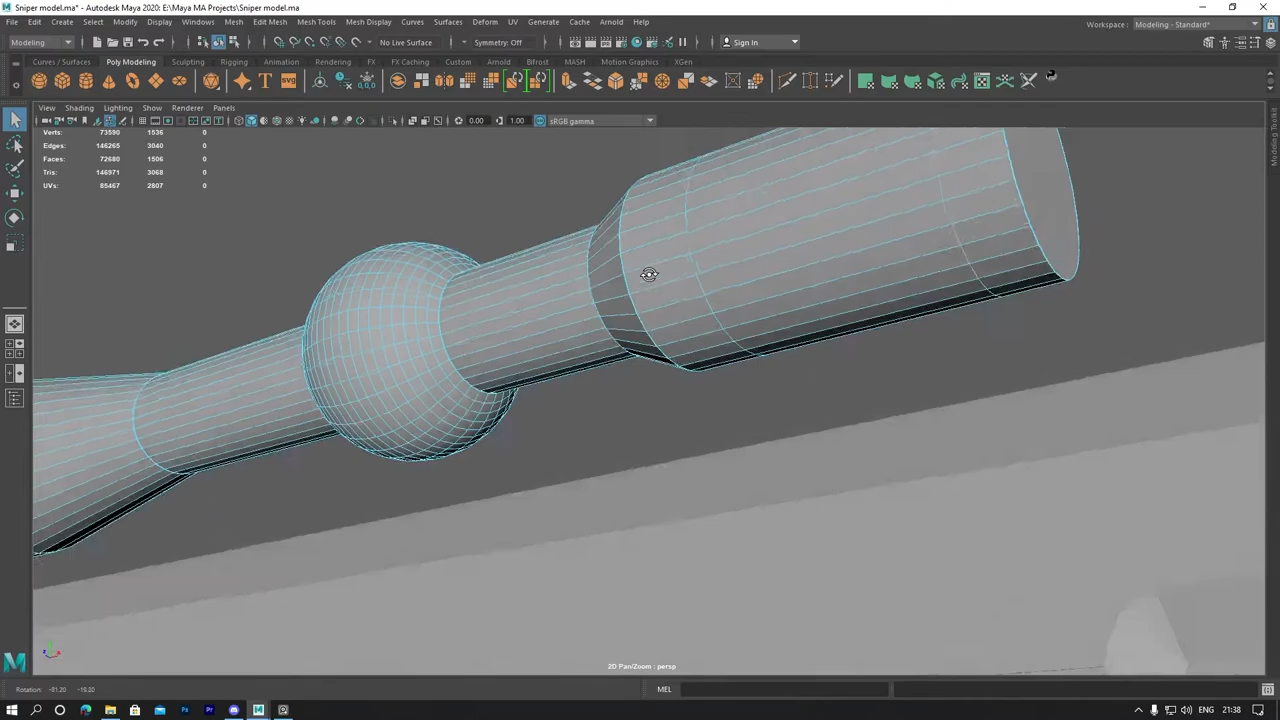 Sniper model.ma* - Autodesk Maya 2020: E:\Maya MA Projects\Sniper model.ma
File Edit Create Select Modify Display Windows Mesh Edit Mesh Mesh Tools Mesh Display Curves Surfaces Deform UV Generate Cache Arnold Help
Workspace : Modeling - Standard*
Modeling No Live Surface Symmetry: Off Sign In
Curves / Surfaces Poly Modeling Sculpting Rigging Animation Rendering FX FX Caching Custom Arnold Bifrost MASH Motion Graphics XGen
View Shading Lighting Show Renderer Panels
0.00 1.00 sRGB gamma
Verts: 73590 1536 0
Edges: 146265 3040 0
Faces: 72680 1506 0
Tris: 146971 3068 0
UVs: 85467 2807 0
Modeling Toolkit
2D Pan/Zoom : persp
MEL
ENG 21:38